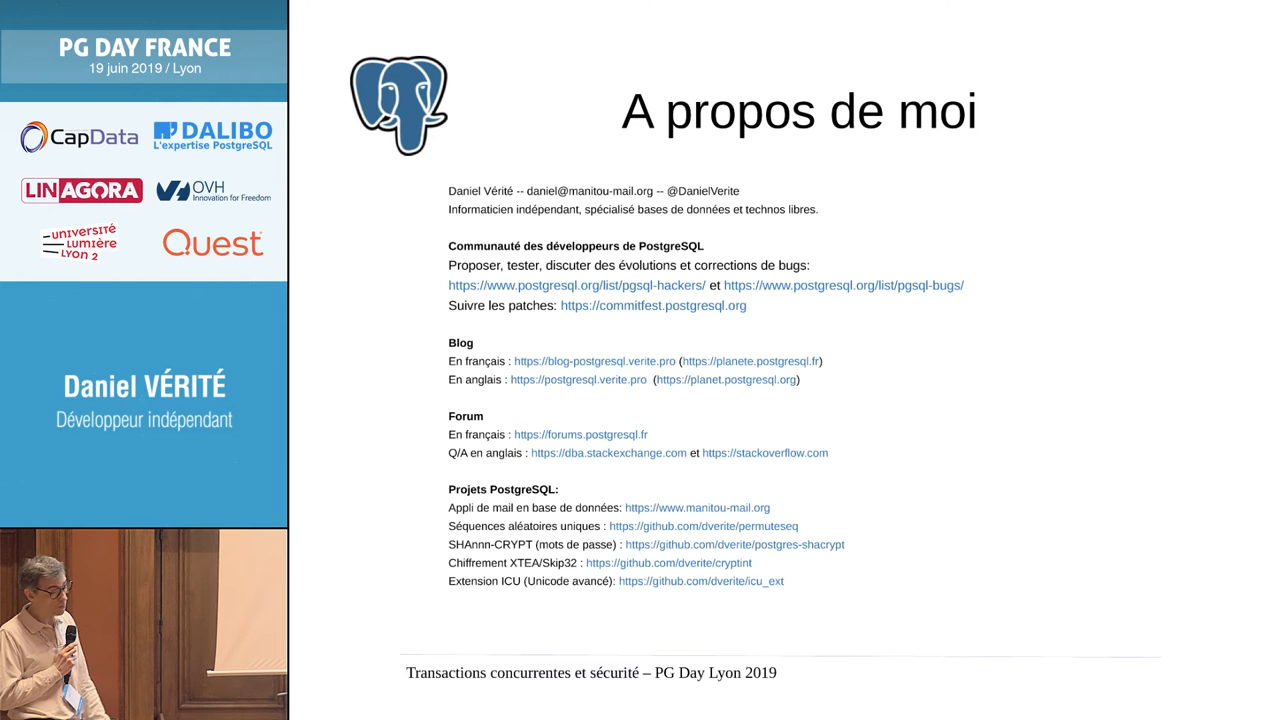 PG DAY FRANCE
19 juin 2019 / Lyon
CapData
DALIBO
L'expertise PostgreSQL
LINAGORA
OVH
Innovation for Freedom
UNIVERSITÉ
LUMIÈRE
LYON 2
Quest
Daniel VÉRITÉ
Développeur indépendant
A propos de moi
Daniel Vérité -- daniel@manitou-mail.org -- @DanielVerite
Informaticien indépendant, spécialisé bases de données et technos libres.
Communauté des développeurs de PostgreSQL
Proposer, tester, discuter des évolutions et corrections de bugs:
https://www.postgresql.org/list/pgsql-hackers/ et https://www.postgresql.org/list/pgsql-bugs/
Suivre les patches: https://commitfest.postgresql.org
Blog
En français : https://blog-postgresql.verite.pro (https://planete.postgresql.fr)
En anglais : https://postgresql.verite.pro (https://planet.postgresql.org)
Forum
En français : https://forums.postgresql.fr
Q/A en anglais : https://dba.stackexchange.com et https://stackoverflow.com
Projets PostgreSQL:
Appli de mail en base de données: https://www.manitou-mail.org
Séquences aléatoires uniques : https://github.com/dverite/permuteseq
SHAnnn-CRYPT (mots de passe) : https://github.com/dverite/postgres-shacrypt
Chiffrement XTEA/Skip32 : https://github.com/dverite/cryptint
Extension ICU (Unicode avancé): https://github.com/dverite/icu_ext
Transactions concurrentes et sécurité – PG Day Lyon 2019